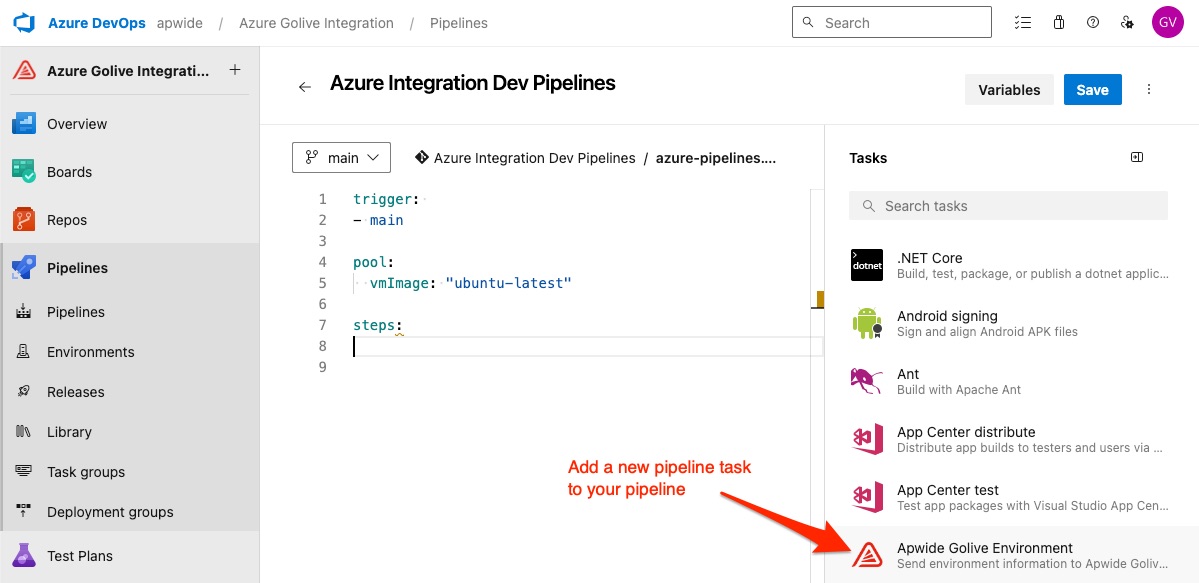 Azure DevOps apwide / Azure Golive Integration / Pipelines
Search
GV
Azure Golive Integrati... +
Overview
Boards
Repos
Pipelines
Pipelines
Environments
Releases
Library
Task groups
Deployment groups
Test Plans
← Azure Integration Dev Pipelines
Variables
Save
main
Azure Integration Dev Pipelines / azure-pipelines....
1 trigger:
2 - main
3
4 pool:
5 vmImage: "ubuntu-latest"
6
7 steps:
8
9
Add a new pipeline task
to your pipeline
Tasks
Search tasks
dotnet
.NET Core
Build, test, package, or publish a dotnet applic...
Android signing
Sign and align Android APK files
Ant
Build with Apache Ant
App Center distribute
Distribute app builds to testers and users via ...
App Center test
Test app packages with Visual Studio App Cen...
Apwide Golive Environment
Send environment information to Apwide Goliv...